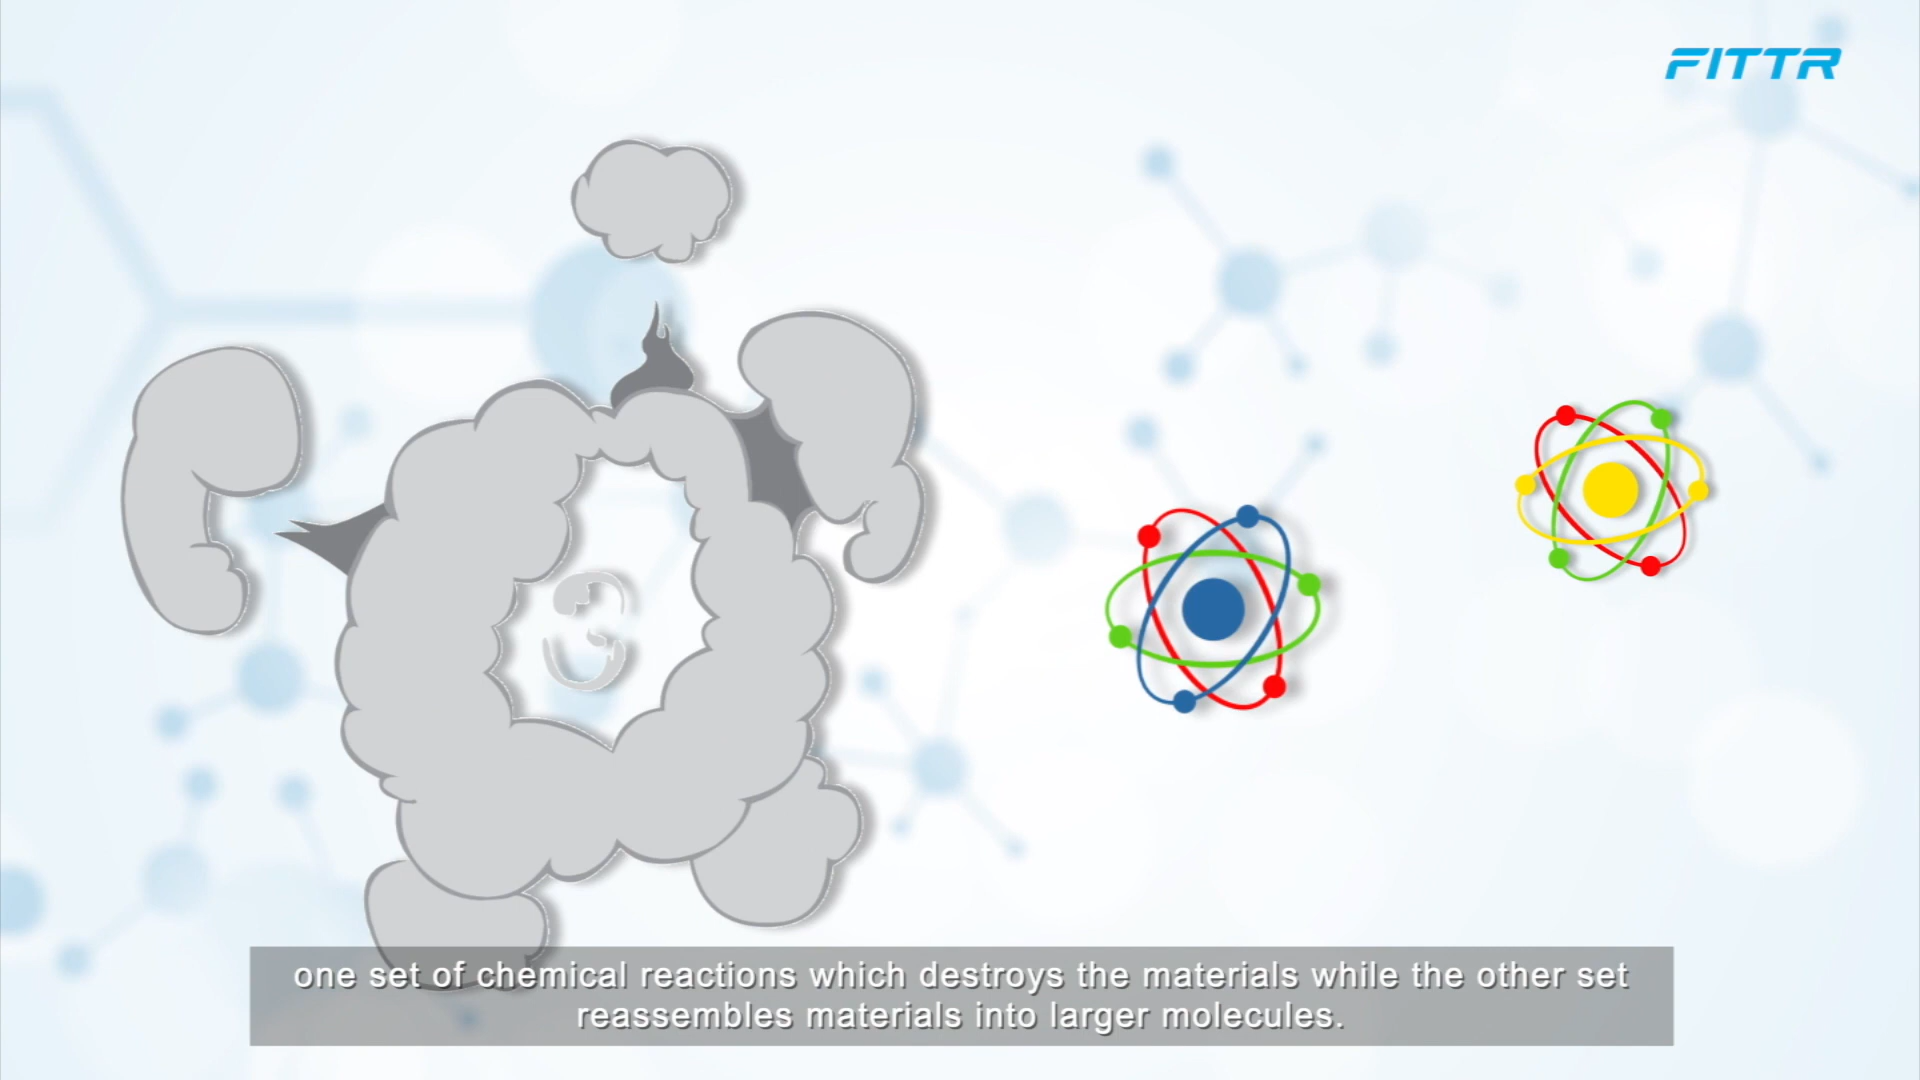 FITTR
one set of chemical reactions which destroys the materials while the other set
reassembles materials into larger molecules.